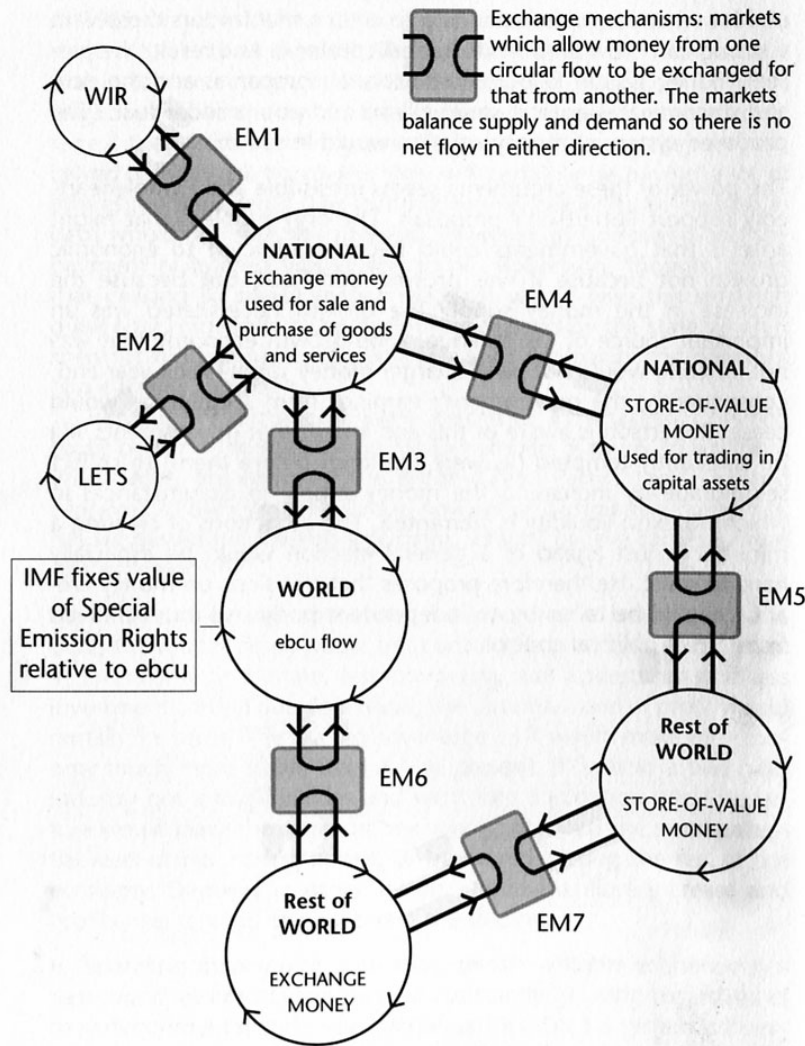 Exchange mechanisms: markets
which allow money from one
circular flow to be exchanged for
that from another. The markets
balance supply and demand so there is no
net flow in either direction.
WIR
EM1
NATIONAL
Exchange money
used for sale and
purchase of goods
and services
EM4
EM2
NATIONAL
STORE-OF-VALUE
MONEY
Used for trading in
capital assets
LETS
EM3
IMF fixes value
of Special
Emission Rights
relative to ebcu
WORLD
ebcu flow
EM5
Rest of
WORLD
STORE-OF-VALUE
MONEY
EM6
EM7
Rest of
WORLD
EXCHANGE
MONEY